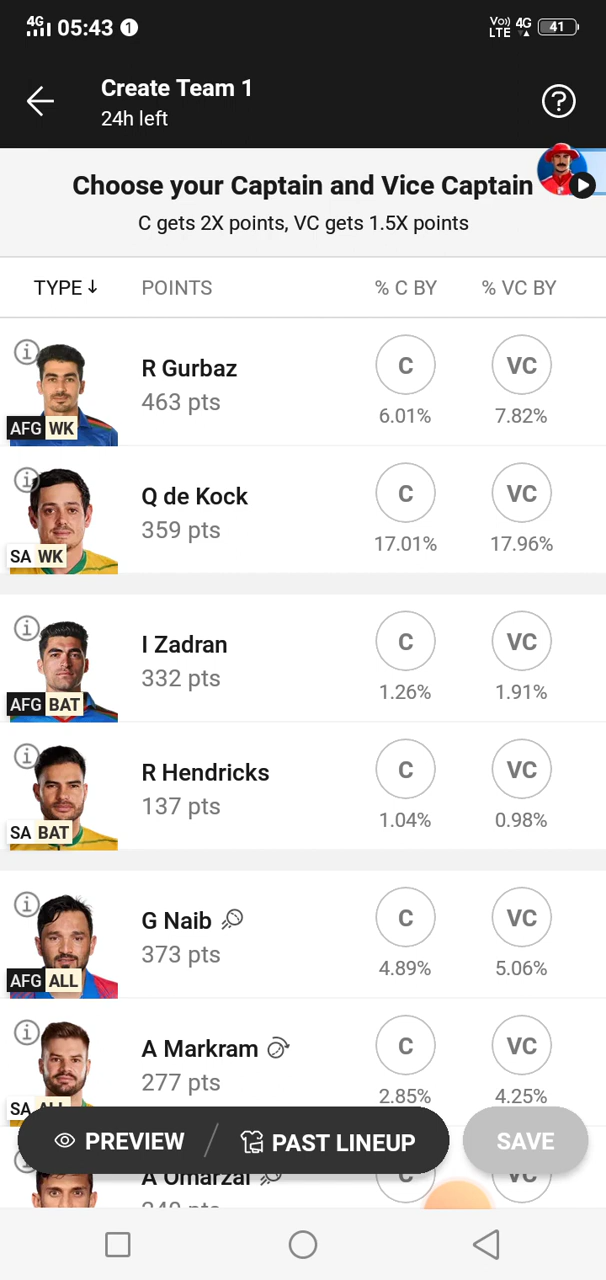 4G 05:43 1 Vo)) LTE 4G 41
Create Team 1
24h left
?
Choose your Captain and Vice Captain
C gets 2X points, VC gets 1.5X points
TYPE ↓ POINTS % C BY % VC BY
R Gurbaz C VC
463 pts 6.01% 7.82%
AFG WK
Q de Kock C VC
359 pts 17.01% 17.96%
SA WK
I Zadran C VC
332 pts 1.26% 1.91%
AFG BAT
R Hendricks C VC
137 pts 1.04% 0.98%
SA BAT
G Naib C VC
373 pts 4.89% 5.06%
AFG ALL
A Markram C VC
277 pts 2.85% 4.25%
SA ALL
PREVIEW / PAST LINEUP SAVE
A Omarzai C VC